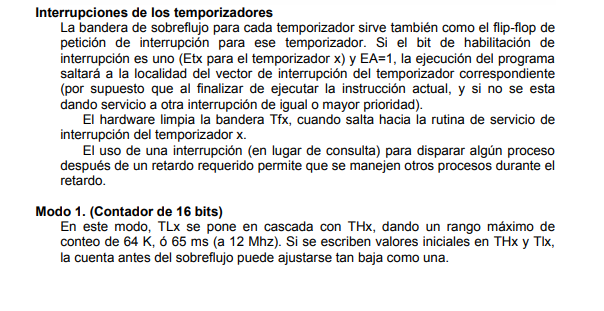 Interrupciones de los temporizadores
La bandera de sobreflujo para cada temporizador sirve también como el flip-flop de
petición de interrupción para ese temporizador. Si el bit de habilitación de
interrupción es uno (Etx para el temporizador x) y EA=1, la ejecución del programa
saltará a la localidad del vector de interrupción del temporizador correspondiente
(por supuesto que al finalizar de ejecutar la instrucción actual, y si no se esta
dando servicio a otra interrupción de igual o mayor prioridad).
El hardware limpia la bandera Tfx, cuando salta hacia la rutina de servicio de
interrupción del temporizador x.
El uso de una interrupción (en lugar de consulta) para disparar algún proceso
después de un retardo requerido permite que se manejen otros procesos durante el
retardo.
Modo 1. (Contador de 16 bits)
En este modo, TLx se pone en cascada con THx, dando un rango máximo de
conteo de 64 K, ó 65 ms (a 12 Mhz). Si se escriben valores iniciales en THx y Tlx,
la cuenta antes del sobreflujo puede ajustarse tan baja como una.